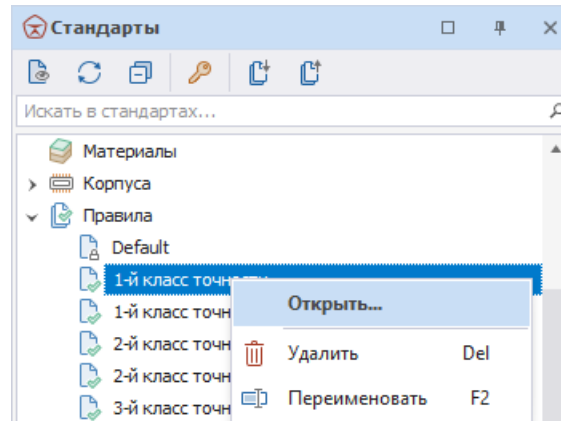 Стандарты
Искать в стандартах...
Материалы
Корпуса
Правила
Default
1-й класс точности
Открыть...
1-й класс точн
2-й класс точн
Удалить Del
2-й класс точн
3-й класс точн
Переименовать F2